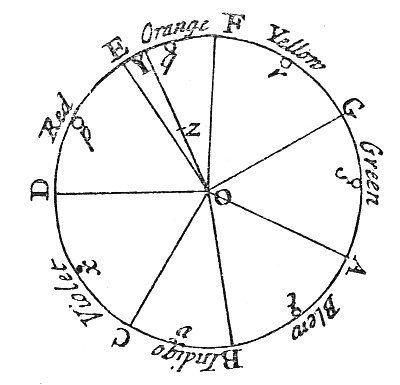 Orange
F
Yellow
G
Green
A
Blew
B
Indigo
C
Violet
D
Red
E
Y
Z
O
p
q
r
s
t
v
x